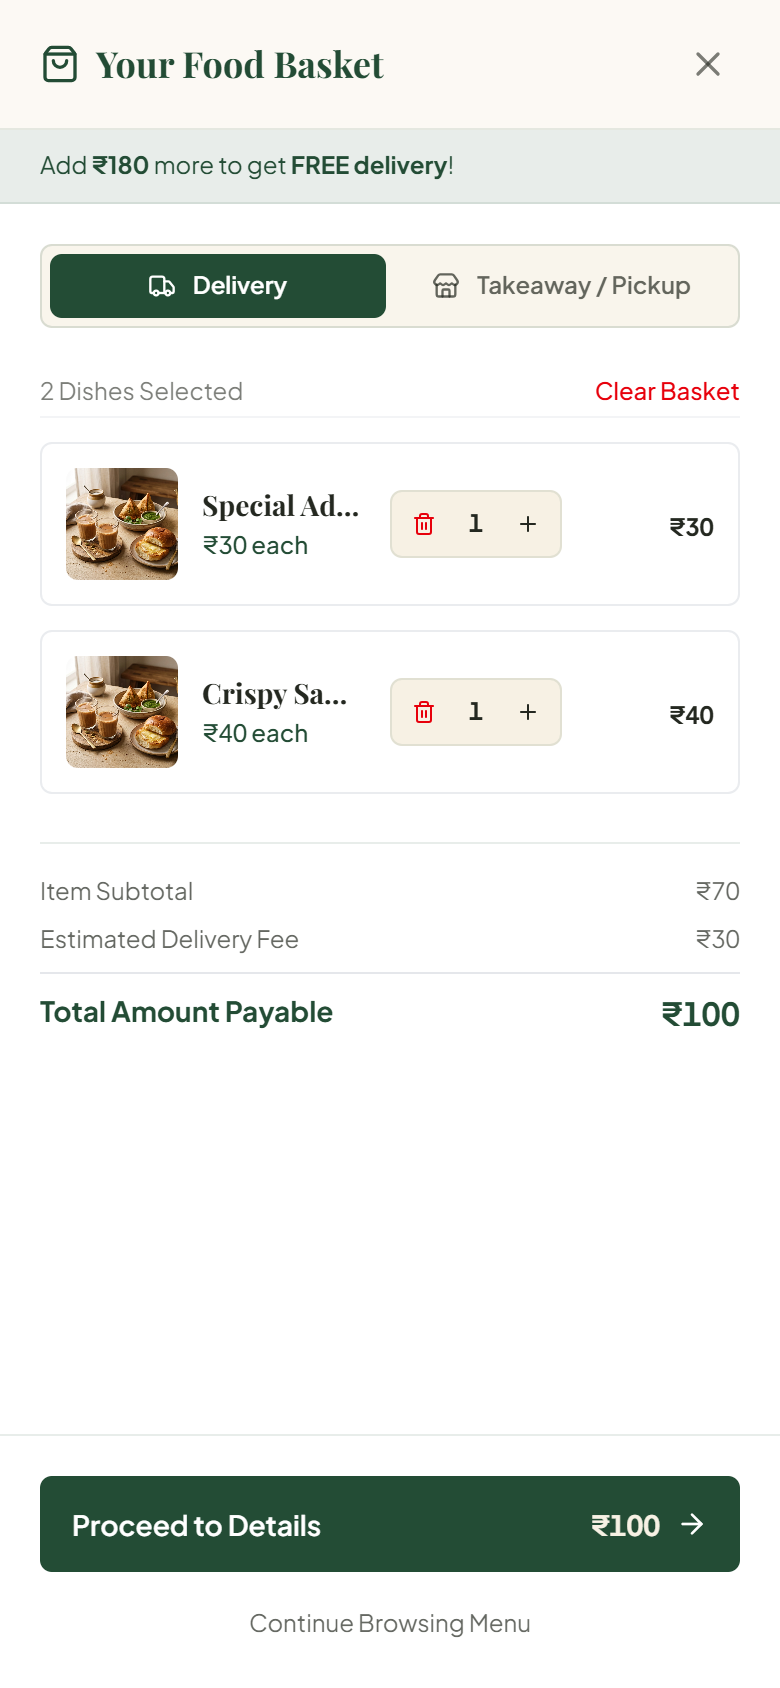 Your Food Basket
Add ₹180 more to get FREE delivery!
Delivery
Takeaway / Pickup
2 Dishes Selected
Clear Basket
Special Ad...
₹30 each
1
₹30
Crispy Sa...
₹40 each
1
₹40
Item Subtotal
₹70
Estimated Delivery Fee
₹30
Total Amount Payable
₹100
Proceed to Details
₹100
Continue Browsing Menu